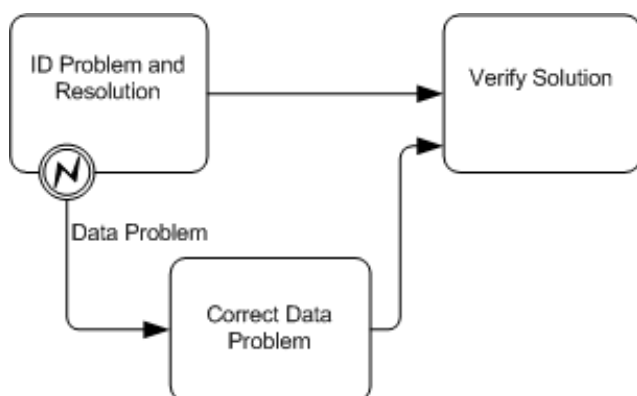 ID Problem and
Resolution
Verify Solution
Data Problem
Correct Data
Problem